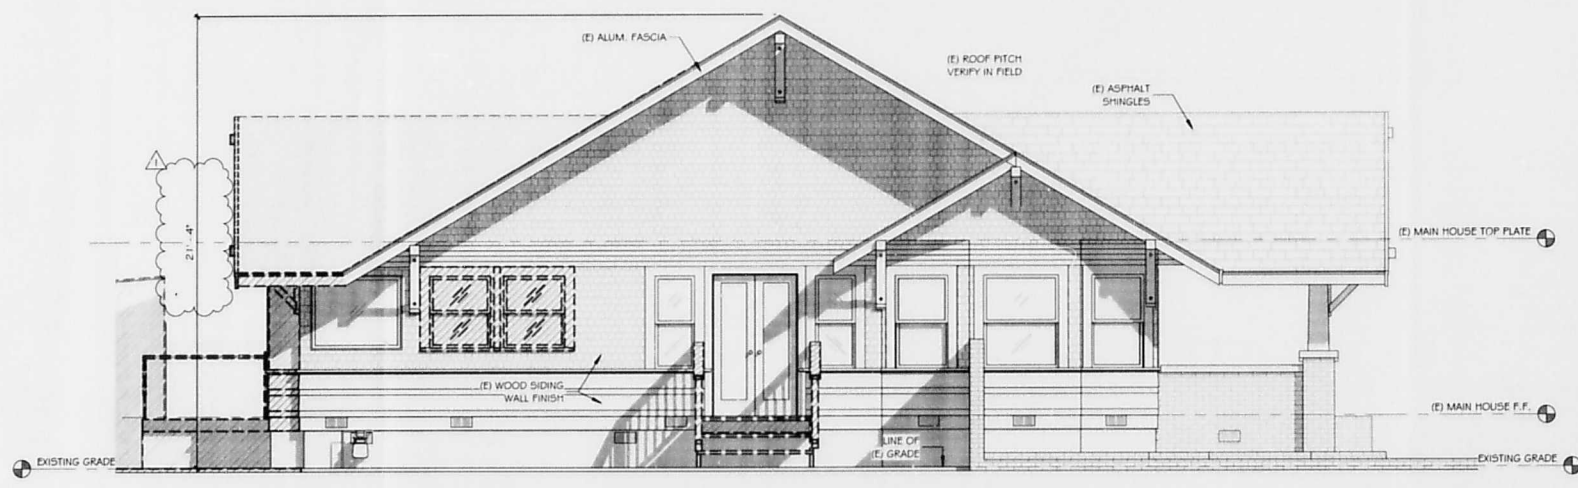 (E) ALUM. FASCIA
(E) ROOF PITCH
VERIFY IN FIELD
(E) ASPHALT
SHINGLES
21'-4"
(E) MAIN HOUSE TOP PLATE
(E) WOOD SIDING
WALL FINISH
(E) MAIN HOUSE F.F.
LINE OF
(E) GRADE
EXISTING GRADE
EXISTING GRADE